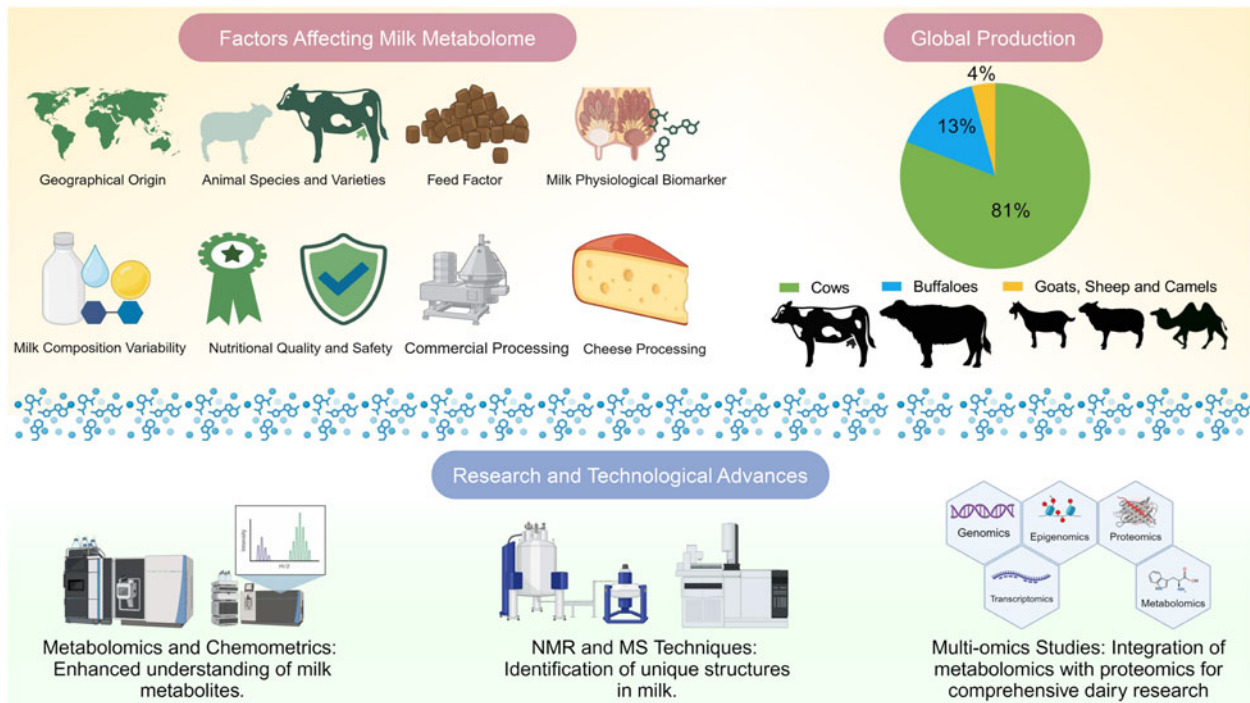 Factors Affecting Milk Metabolome
Global Production
Geographical Origin
Animal Species and Varieties
Feed Factor
Milk Physiological Biomarker
4%
13%
81%
Cows
Buffaloes
Goats, Sheep and Camels
Milk Composition Variability
Nutritional Quality and Safety
Commercial Processing
Cheese Processing
Research and Technological Advances
Intensity
m/z
Metabolomics and Chemometrics:
Enhanced understanding of milk
metabolites.
NMR and MS Techniques:
Identification of unique structures
in milk.
Genomics
Epigenomics
Proteomics
Transcriptomics
Metabolomics
Multi-omics Studies: Integration of
metabolomics with proteomics for
comprehensive dairy research